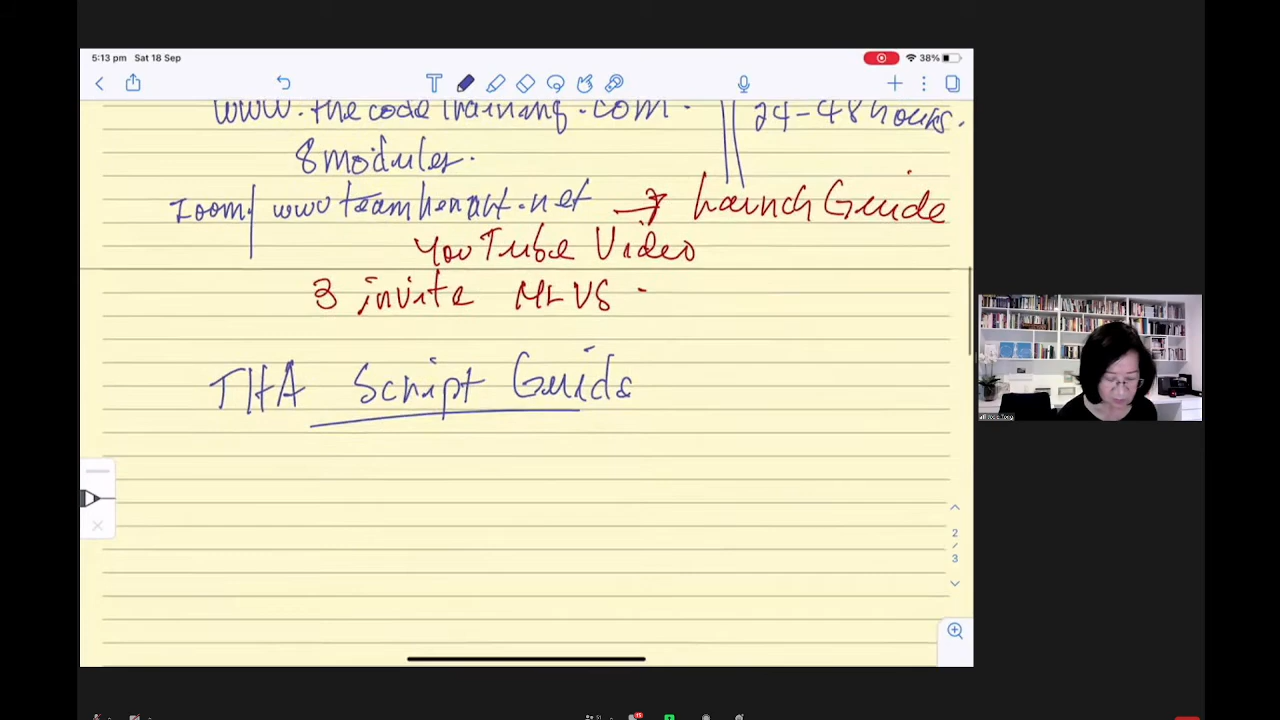 5:13 pm Sat 18 Sep
38%
www.thecodeTraining.com.
24-48 hours.
8 modules.
zoom/ www teamhenact.net → Launch Guide
YouTube Video
3 invite MLVS -
THA Script Guide
2
/
3